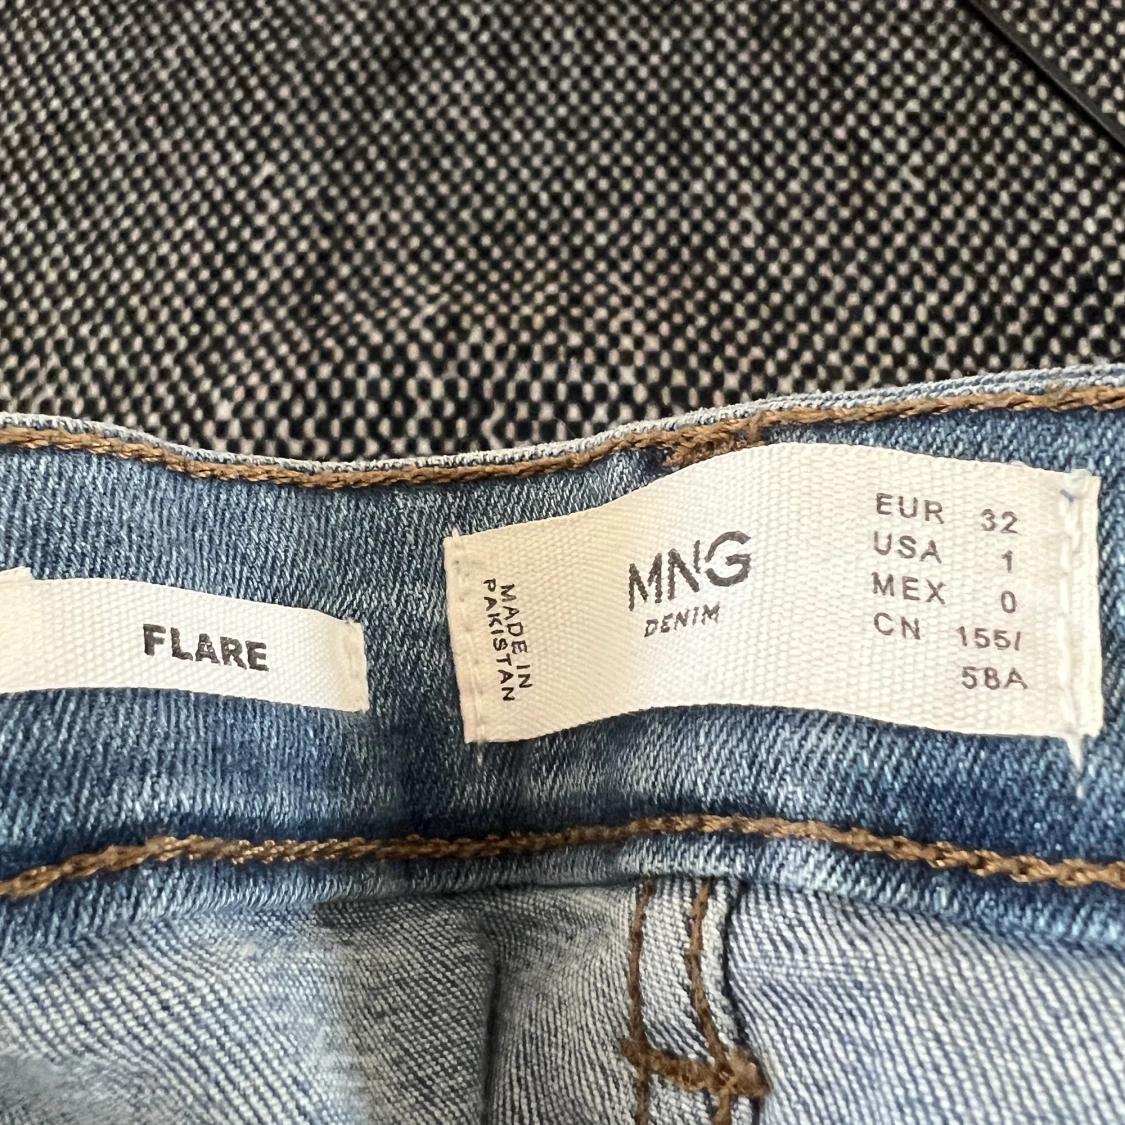 FLARE
MADE IN
PAKISTAN
MNG
DENIM
EUR 32
USA 1
MEX 0
CN 155/
58A